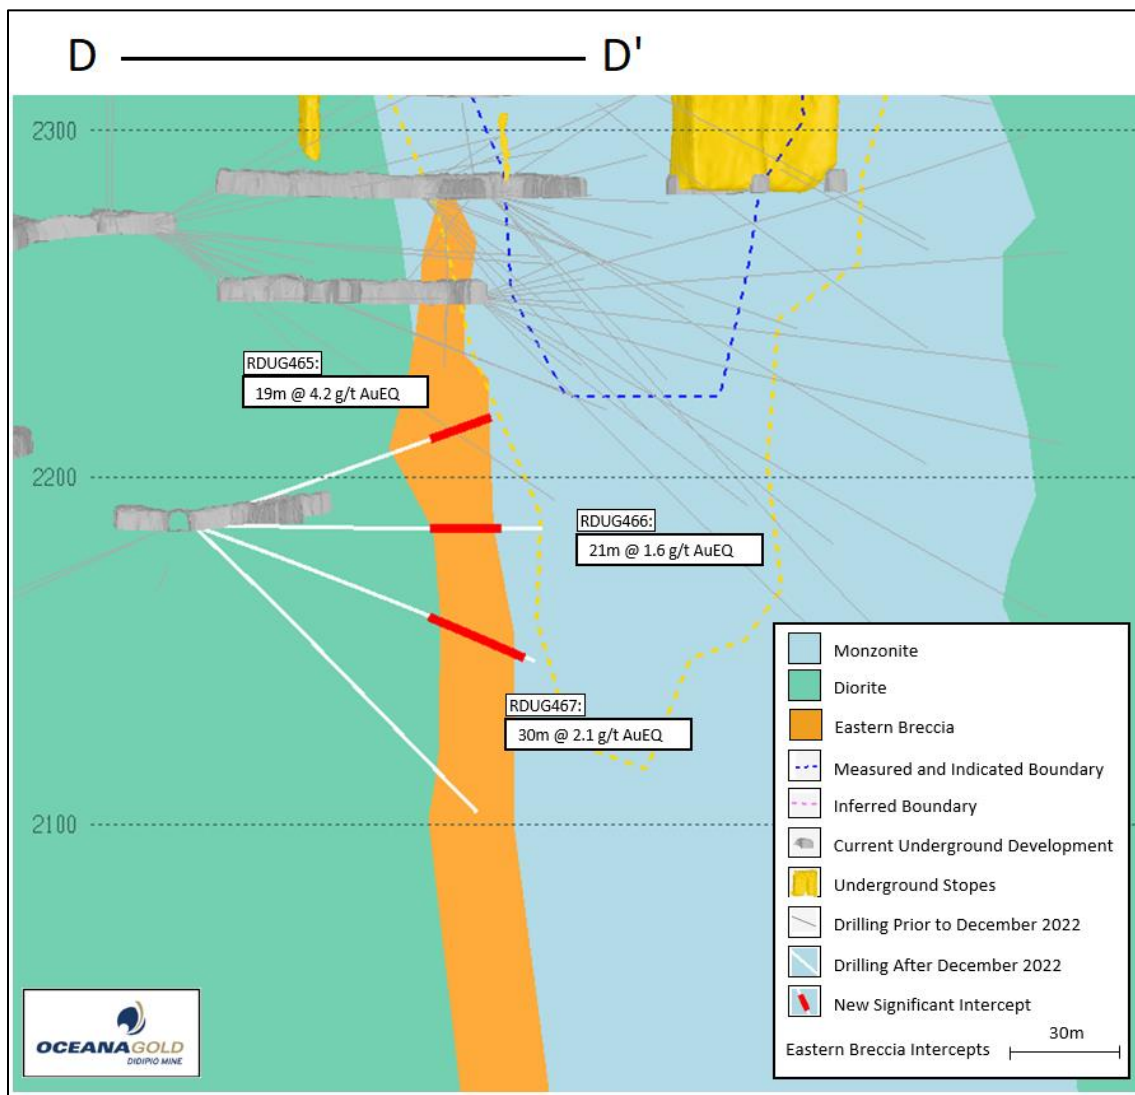 D D'
2300
RDUG465:
19m @ 4.2 g/t AuEQ
2200
RDUG466:
21m @ 1.6 g/t AuEQ
RDUG467:
30m @ 2.1 g/t AuEQ
2100
Monzonite
Diorite
Eastern Breccia
Measured and Indicated Boundary
Inferred Boundary
Current Underground Development
Underground Stopes
Drilling Prior to December 2022
Drilling After December 2022
New Significant Intercept
Eastern Breccia Intercepts 30m
OCEANAGOLD
DIDIPIO MINE